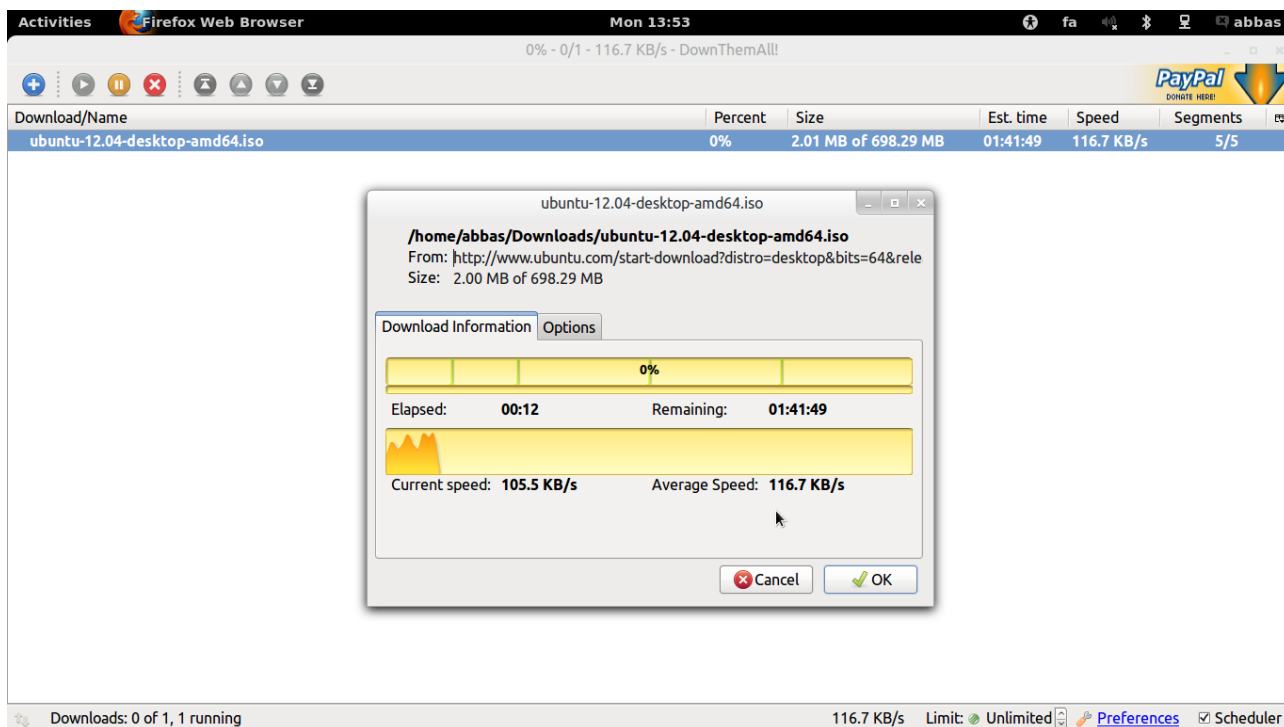 Activities Firefox Web Browser Mon 13:53 fa abbas
0% - 0/1 - 116.7 KB/s - DownThemAll!
PayPal
DONATE HERE!
Download/Name Percent Size Est. time Speed Segments
ubuntu-12.04-desktop-amd64.iso 0% 2.01 MB of 698.29 MB 01:41:49 116.7 KB/s 5/5
ubuntu-12.04-desktop-amd64.iso
/home/abbas/Downloads/ubuntu-12.04-desktop-amd64.iso
From: http://www.ubuntu.com/start-download?distro=desktop&bits=64&rele
Size: 2.00 MB of 698.29 MB
Download Information Options
0%
Elapsed: 00:12 Remaining: 01:41:49
Current speed: 105.5 KB/s Average Speed: 116.7 KB/s
Cancel OK
Downloads: 0 of 1, 1 running 116.7 KB/s Limit: Unlimited Preferences Scheduler